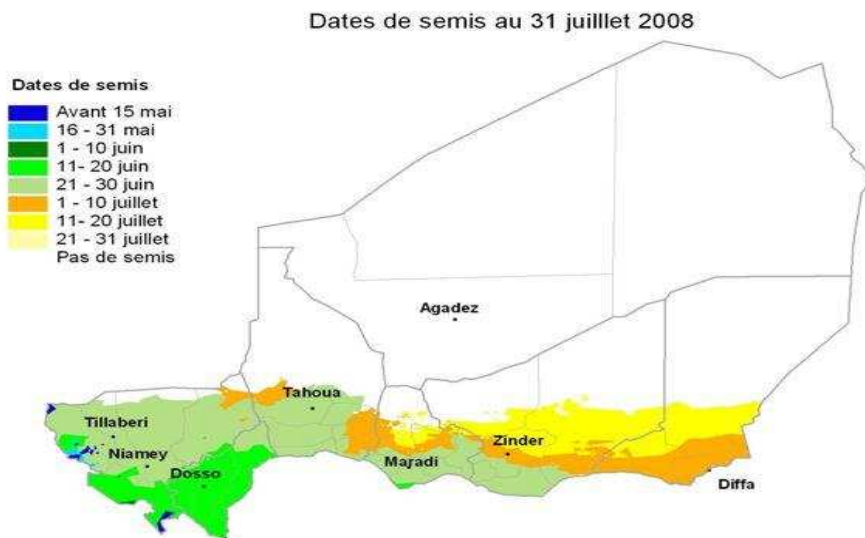 Dates de semis au 31 juilllet 2008
Dates de semis
Avant 15 mai
16 - 31 mai
1 - 10 juin
11- 20 juin
21 - 30 juin
1 - 10 juillet
11- 20 juillet
21 - 31 juillet
Pas de semis
Agadez
Tahoua
Tillaberi
Niamey
Dosso
Maradi
Zinder
Diffa